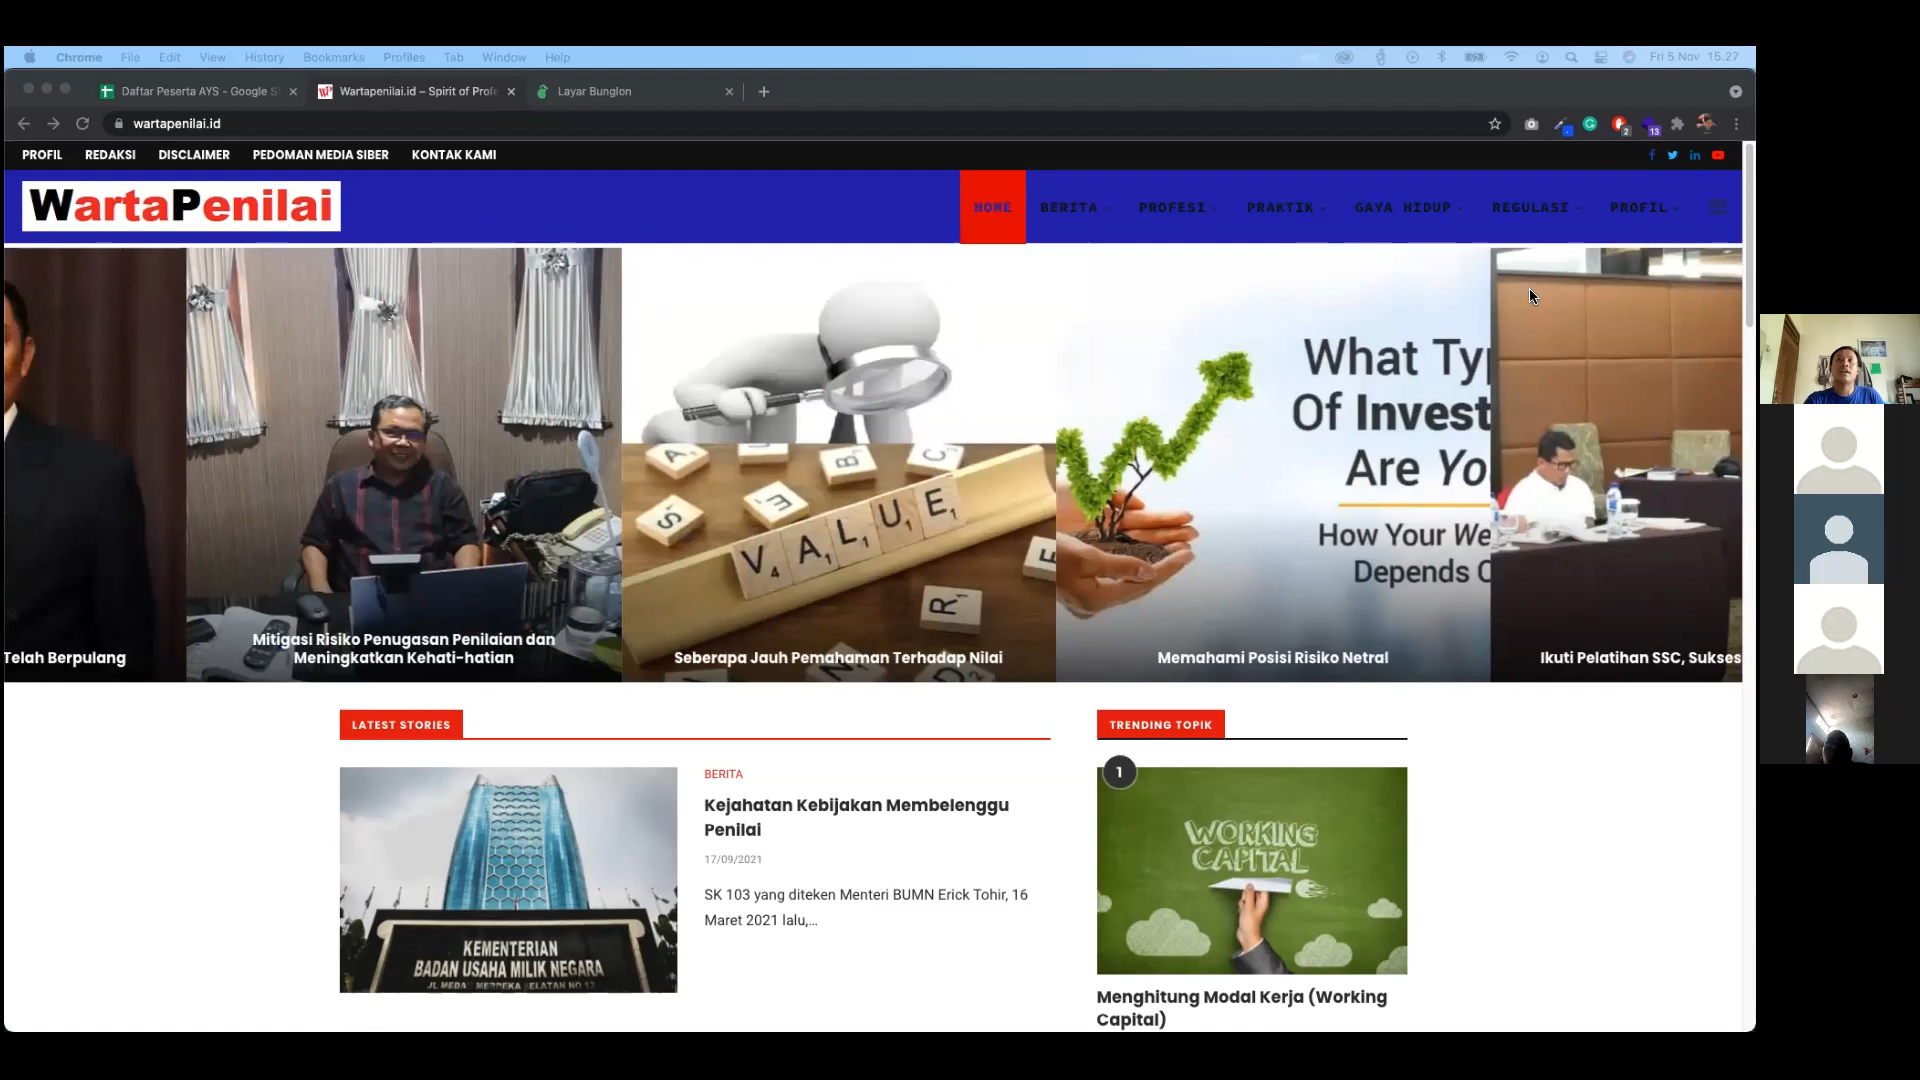 Chrome File Edit View History Bookmarks Profiles Tab Window Help Fri 5 Nov 15.27
Daftar Peserta AYS - Google S
Wartapenilai.id – Spirit of Profe
Layar Bunglon
wartapenilai.id
2
13
PROFIL REDAKSI DISCLAIMER PEDOMAN MEDIA SIBER KONTAK KAMI
WartaPenilai
HOME BERITA PROFESI PRAKTIK GAYA HIDUP REGULASI PROFIL
Telah Berpulang
Mitigasi Risiko Penugasan Penilaian dan
Meningkatkan Kehati-hatian
VALUE
Seberapa Jauh Pemahaman Terhadap Nilai
What Typ
Of Invest
Are Yo
How Your We
Depends O
Memahami Posisi Risiko Netral
Ikuti Pelatihan SSC, Sukses
LATEST STORIES
KEMENTERIAN
BADAN USAHA MILIK NEGARA
BERITA
Kejahatan Kebijakan Membelenggu
Penilai
17/09/2021
SK 103 yang diteken Menteri BUMN Erick Tohir, 16
Maret 2021 lalu,...
TRENDING TOPIK
1
WORKING
CAPITAL
Menghitung Modal Kerja (Working
Capital)